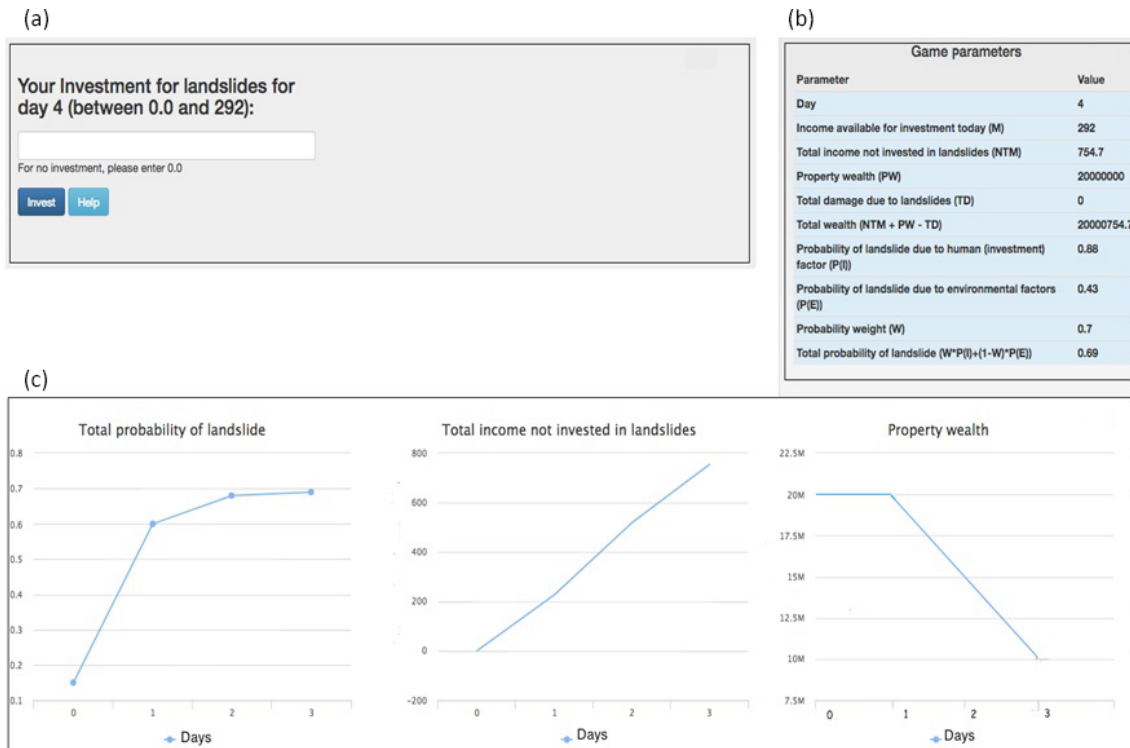 (a)
Your Investment for landslides for
day 4 (between 0.0 and 292):
For no investment, please enter 0.0
Invest Help
(b)
Game parameters
Parameter Value
Day 4
Income available for investment today (M) 292
Total income not invested in landslides (NTM) 754.7
Property wealth (PW) 20000000
Total damage due to landslides (TD) 0
Total wealth (NTM + PW - TD) 20000754.7
Probability of landslide due to human (investment)
factor (P(I)) 0.88
Probability of landslide due to environmental factors
(P(E)) 0.43
Probability weight (W) 0.7
Total probability of landslide (W*P(I)+(1-W)*P(E)) 0.69
(c)
Total probability of landslide
0.8
0.7
0.6
0.5
0.4
0.3
0.2
0.1
0 1 2 3
Days
Total income not invested in landslides
800
600
400
200
0
-200
0 1 2 3
Days
Property wealth
22.5M
20M
17.5M
15M
12.5M
10M
7.5M
0 1 2 3
Days